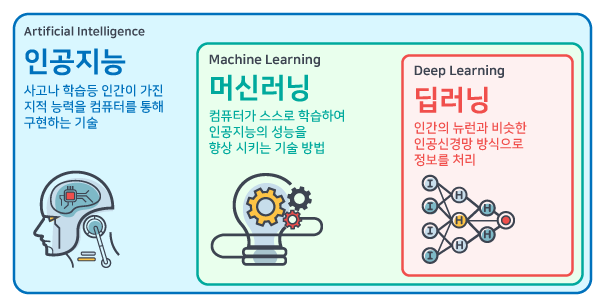 Artificial Intelligence
인공지능
사고나 학습등 인간이 가진
지적 능력을 컴퓨터를 통해
구현하는 기술
Machine Learning
머신러닝
컴퓨터가 스스로 학습하여
인공지능의 성능을
향상 시키는 기술 방법
Deep Learning
딥러닝
인간의 뉴런과 비슷한
인공신경망 방식으로
정보를 처리
I
H
I
H
H
I
H
H
I